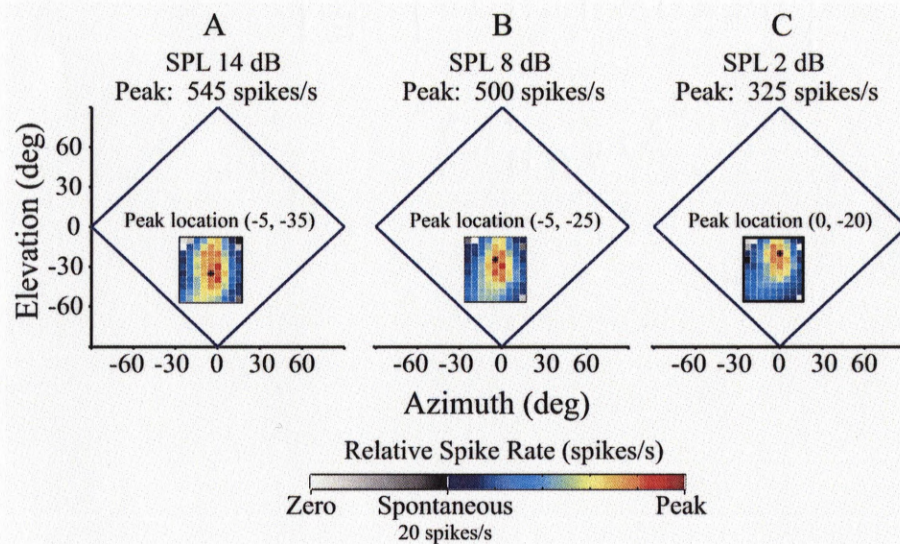 A
SPL 14 dB
Peak: 545 spikes/s
B
SPL 8 dB
Peak: 500 spikes/s
C
SPL 2 dB
Peak: 325 spikes/s
Elevation (deg)
60
30
0
-30
-60
Peak location (-5, -35)
Peak location (-5, -25)
Peak location (0, -20)
-60 -30 0 30 60
-60 -30 0 30 60
-60 -30 0 30 60
Azimuth (deg)
Relative Spike Rate (spikes/s)
Zero Spontaneous Peak
20 spikes/s